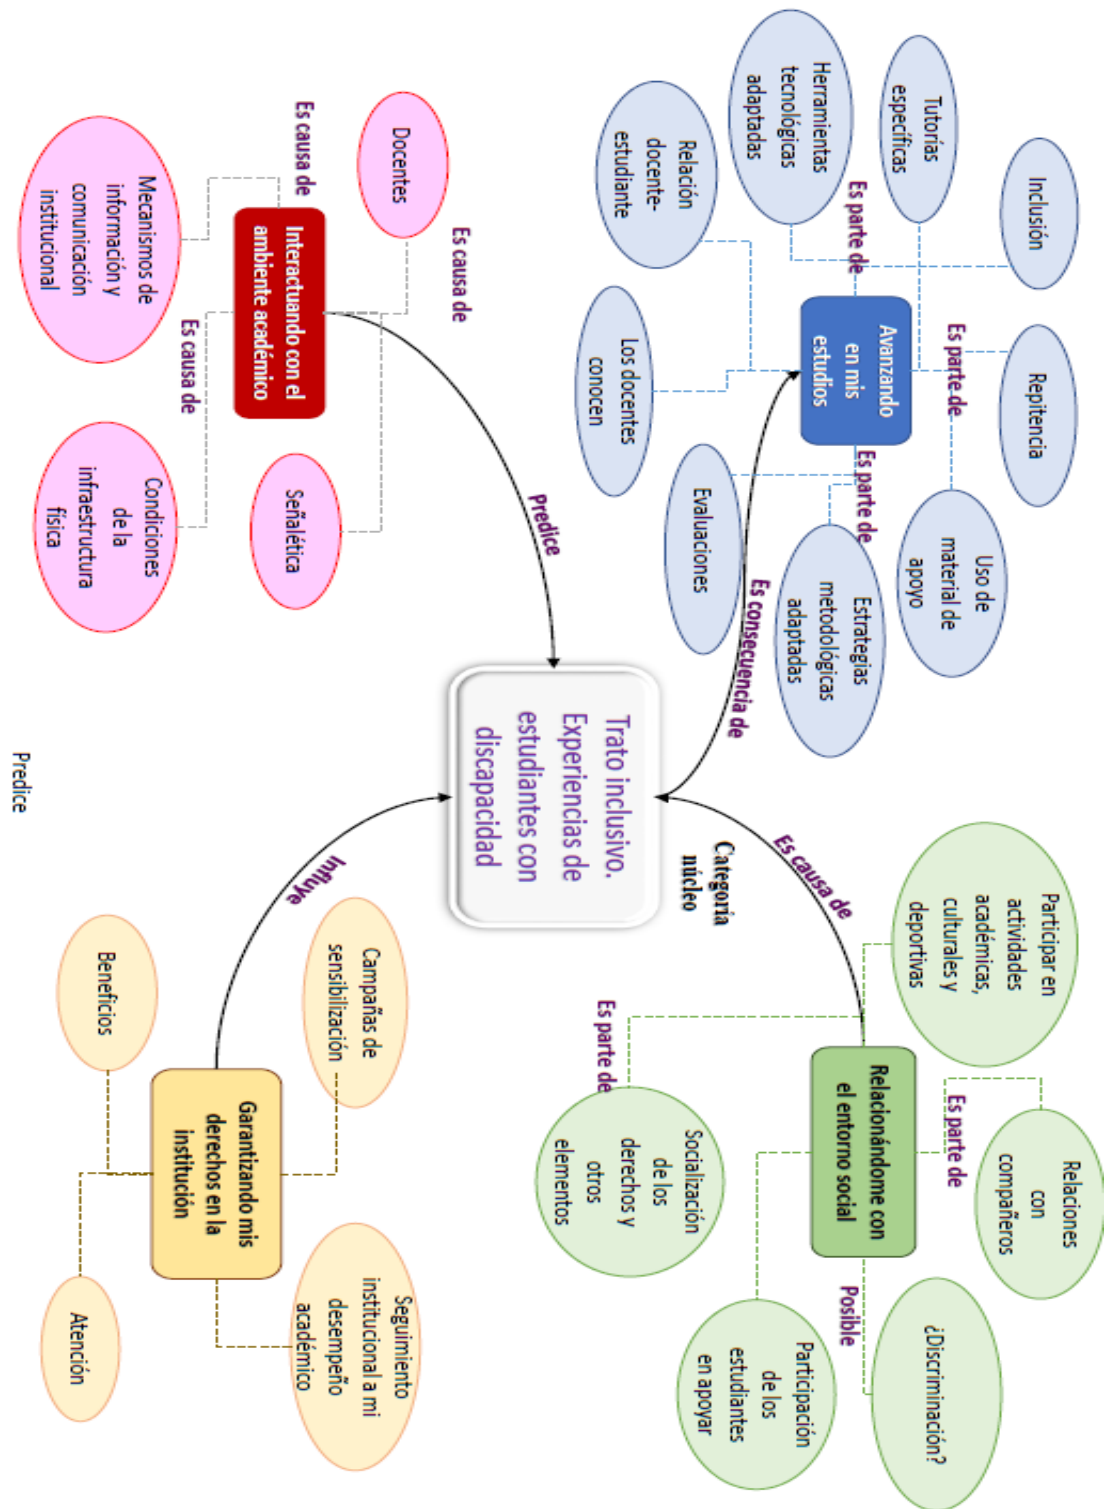 Inclusión
Tutorías
específicas
Herramientas
tecnológicas
adaptadas
Relación
docente-
estudiante
Los docentes
conocen
Evaluaciones
Estrategias
metodológicas
adaptadas
Uso de
material de
apoyo
Repitencia
Es parte de
Es parte de
Es parte de
Avanzando
en mis
estudios
Es consecuencia de
Participar en
actividades
académicas,
culturales y
deportivas
Relaciones
con
compañeros
¿Discriminación?
Participación
de los
estudiantes
en apoyar
Socialización
de los
derechos y
otros
elementos
Es parte de
Es parte de
Posible
Relacionándome con
el entorno social
Es causa de
Categoría
núcleo
Trato inclusivo.
Experiencias de
estudiantes con
discapacidad
Docentes
Es causa de
Es causa de
Es causa de
Interactuando con el
ambiente académico
Mecanismos de
información y
comunicación
institucional
Condiciones
de la
infraestructura
física
Señalética
Predice
Influye
Campañas de
sensibilización
Beneficios
Garantizando mis
derechos en la
institución
Atención
Seguimiento
institucional a mi
desempeño
académico
Predice